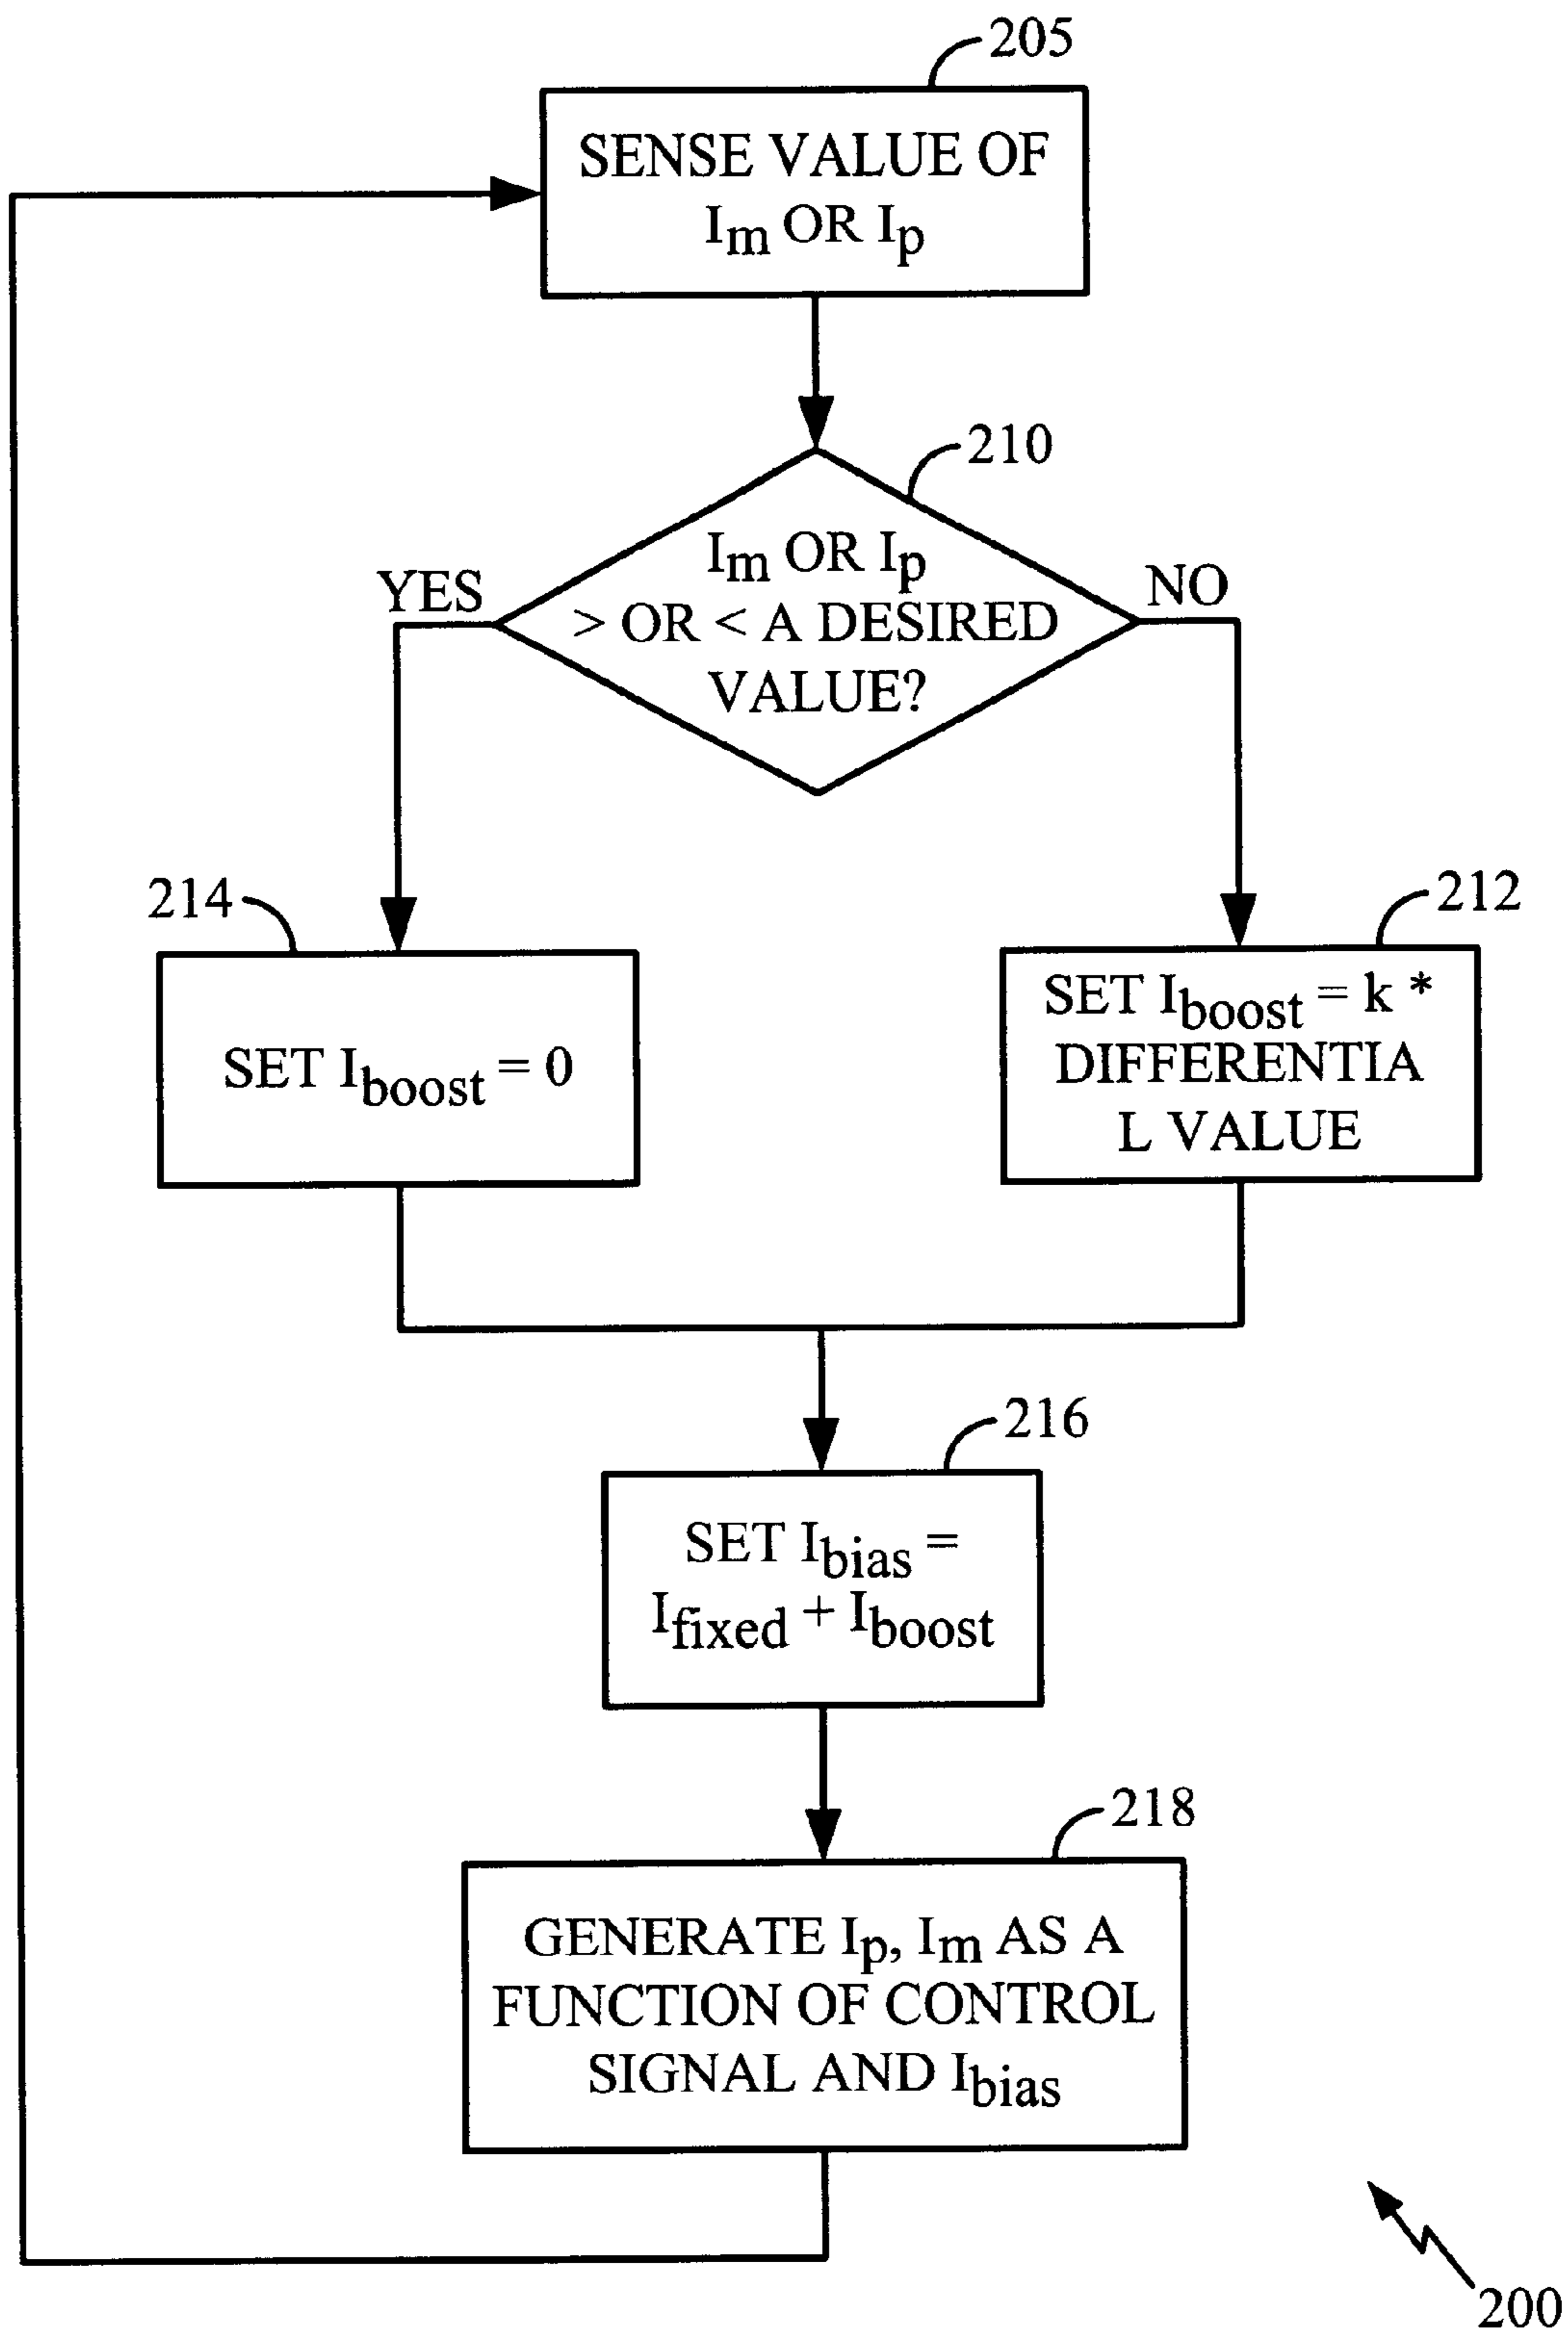 205
SENSE VALUE OF
Im OR Ip
210
Im OR Ip
> OR < A DESIRED
VALUE?
YES
NO
214
SET Iboost = 0
212
SET Iboost = k *
DIFFERENTIA
L VALUE
216
SET Ibias =
Ifixed + Iboost
218
GENERATE Ip, Im AS A
FUNCTION OF CONTROL
SIGNAL AND Ibias
200